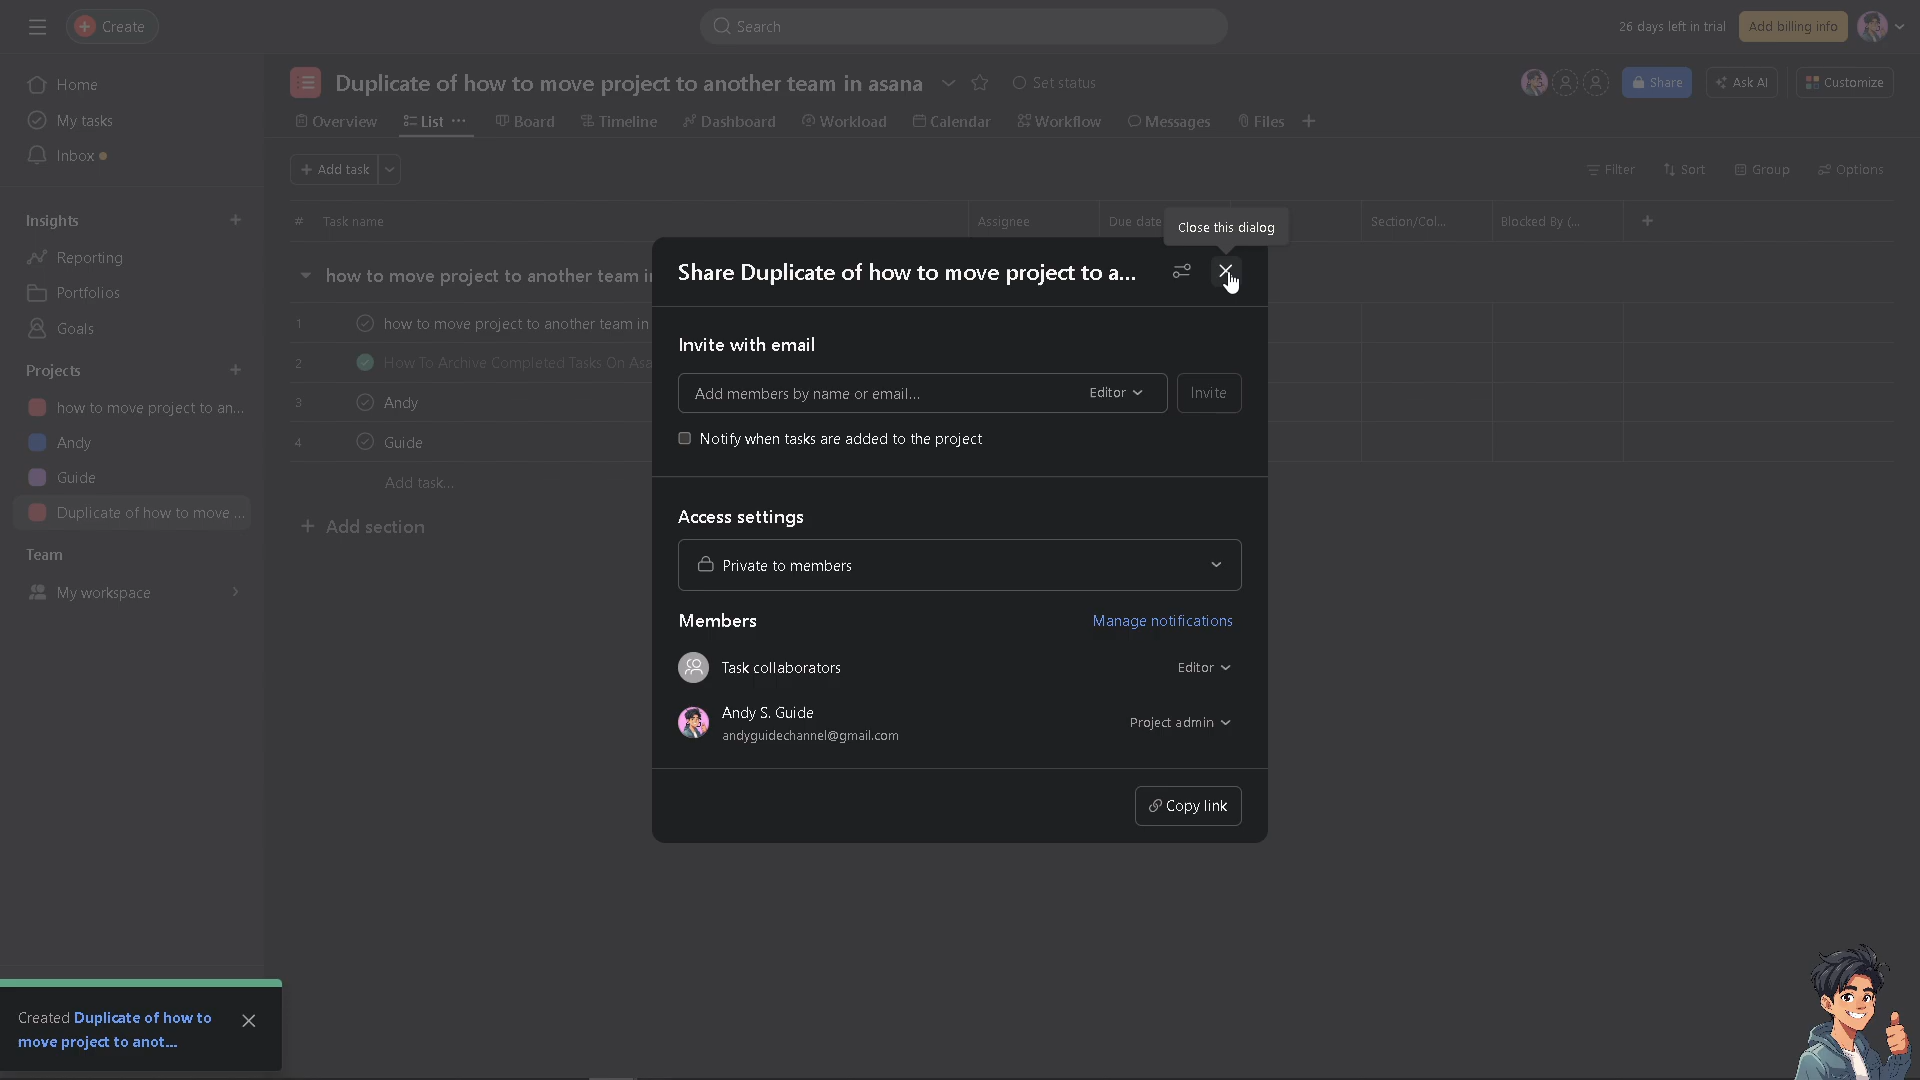 Create
Search
26 days left in trial
Add billing info
Home
My tasks
Inbox
Insights
Reporting
Portfolios
Goals
Projects
how to move project to an...
Andy
Guide
Duplicate of how to move ...
Team
My workspace
Duplicate of how to move project to another team in asana
Set status
Share
Ask AI
Customize
Overview
List
Board
Timeline
Dashboard
Workload
Calendar
Workflow
Messages
Files
Add task
Filter
Sort
Group
Options
# Task name
Assignee
Due date
Section/Col...
Blocked By (...
how to move project to another team i
1 how to move project to another team in
2 How To Archive Completed Tasks On Asa
3 Andy
4 Guide
Add task...
Add section
Close this dialog
Share Duplicate of how to move project to a...
Invite with email
Add members by name or email...
Editor
Invite
Notify when tasks are added to the project
Access settings
Private to members
Members
Manage notifications
Task collaborators
Editor
Andy S. Guide
andyguidechannel@gmail.com
Project admin
Copy link
Created Duplicate of how to
move project to anot...